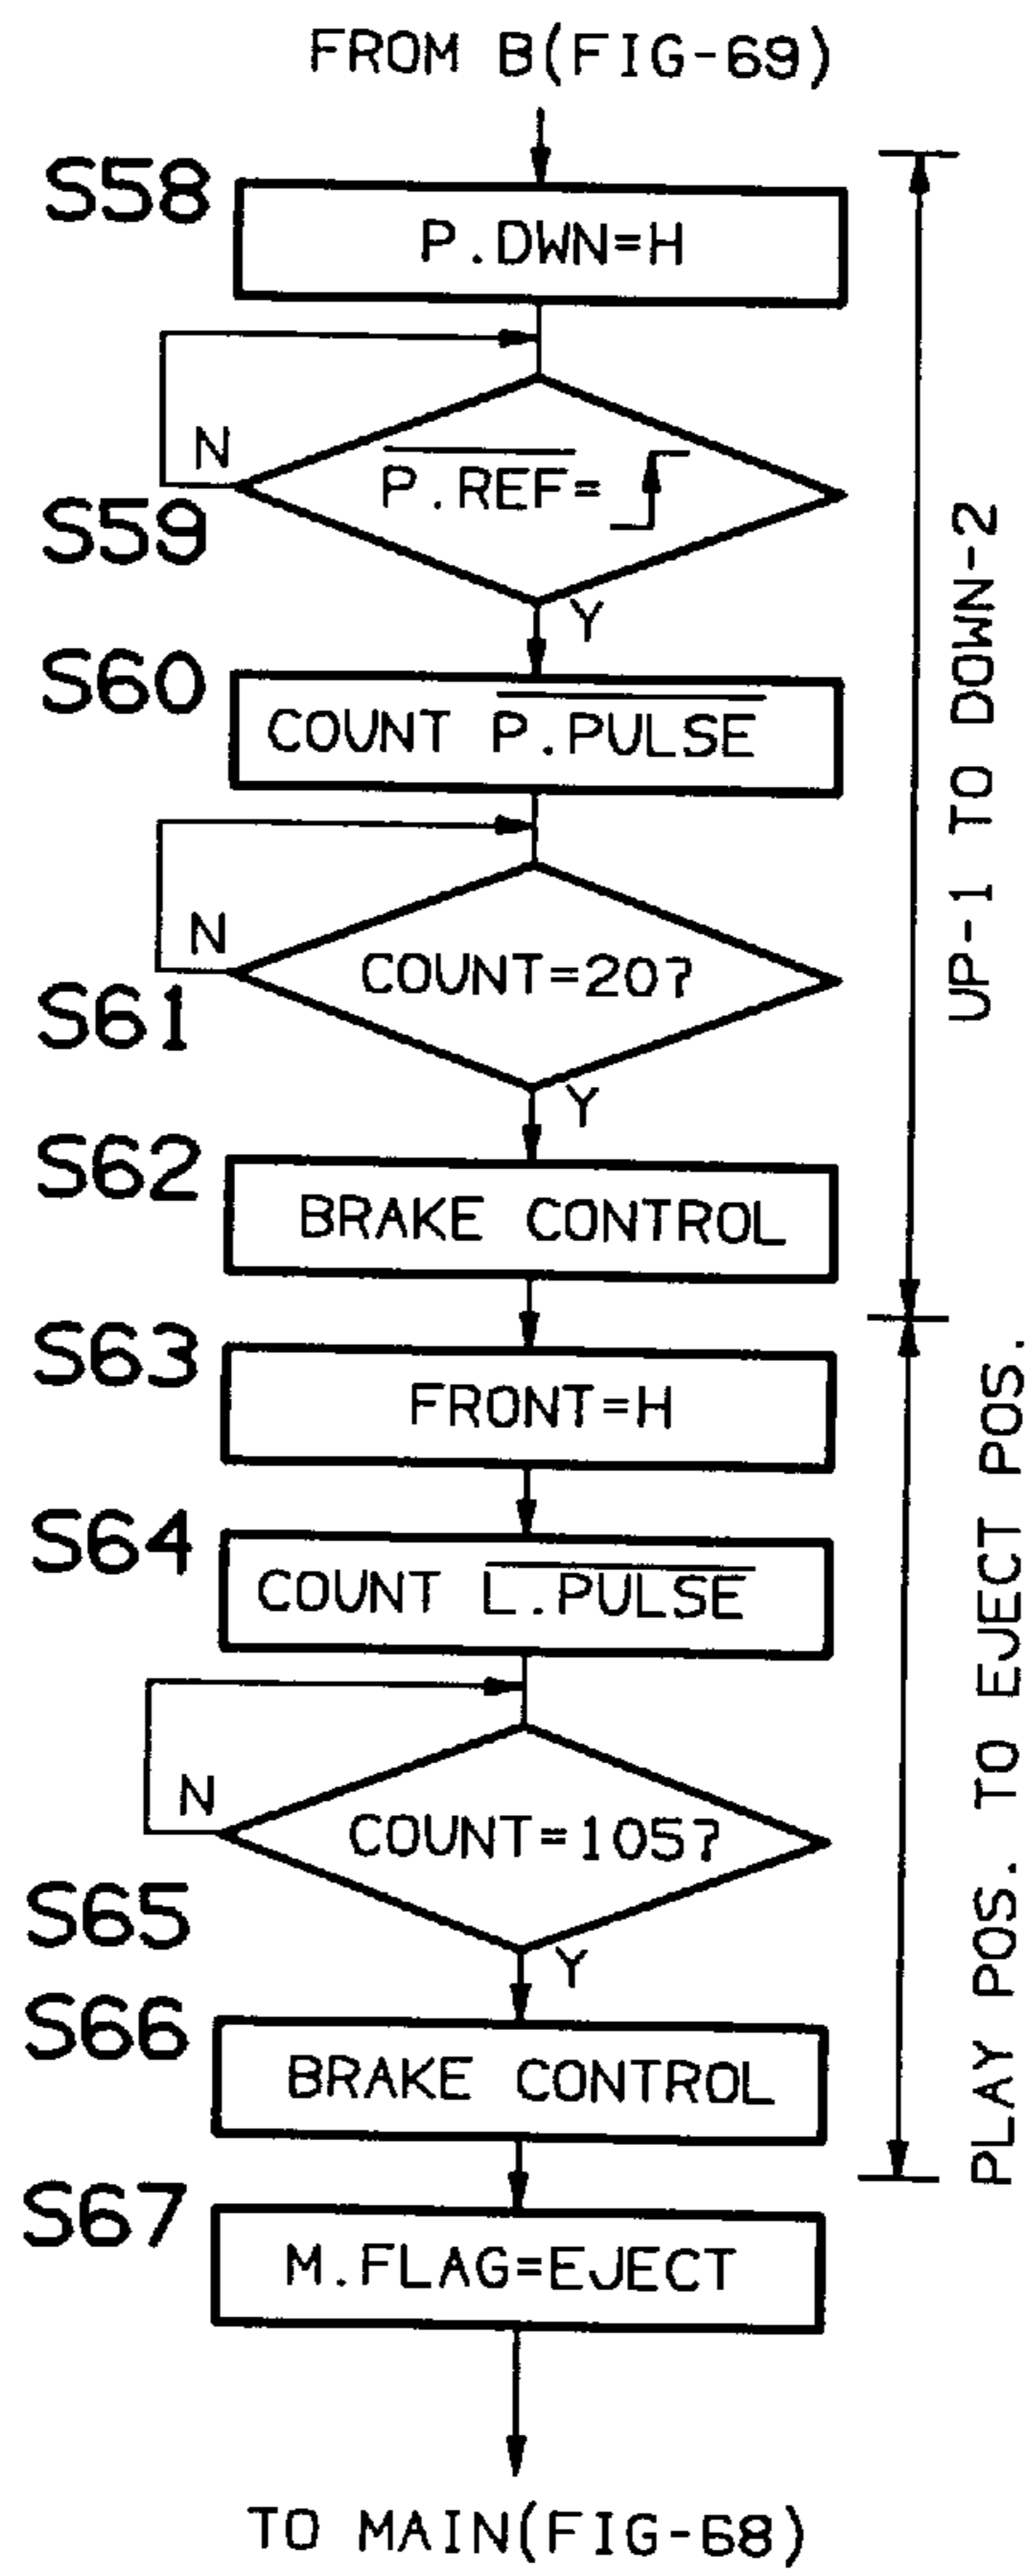 FROM B(FIG-69)
S58
P.DWN=H
N
P.REF=
S59
Y
S60
COUNT P.PULSE
N
COUNT=20?
S61
Y
S62
BRAKE CONTROL
UP-1 TO DOWN-2
S63
FRONT=H
S64
COUNT L.PULSE
N
COUNT=105?
S65
Y
S66
BRAKE CONTROL
PLAY POS. TO EJECT POS.
S67
M.FLAG=EJECT
TO MAIN(FIG-68)